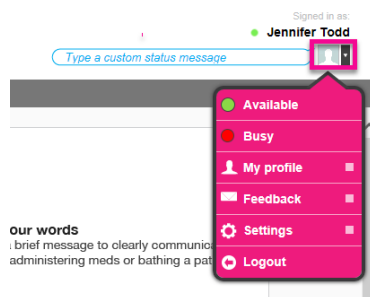 Signed in as:
Jennifer Todd
Type a custom status message
Available
Busy
My profile
Feedback
Settings
Logout
our words
brief message to clearly communica
administering meds or bathing a pat